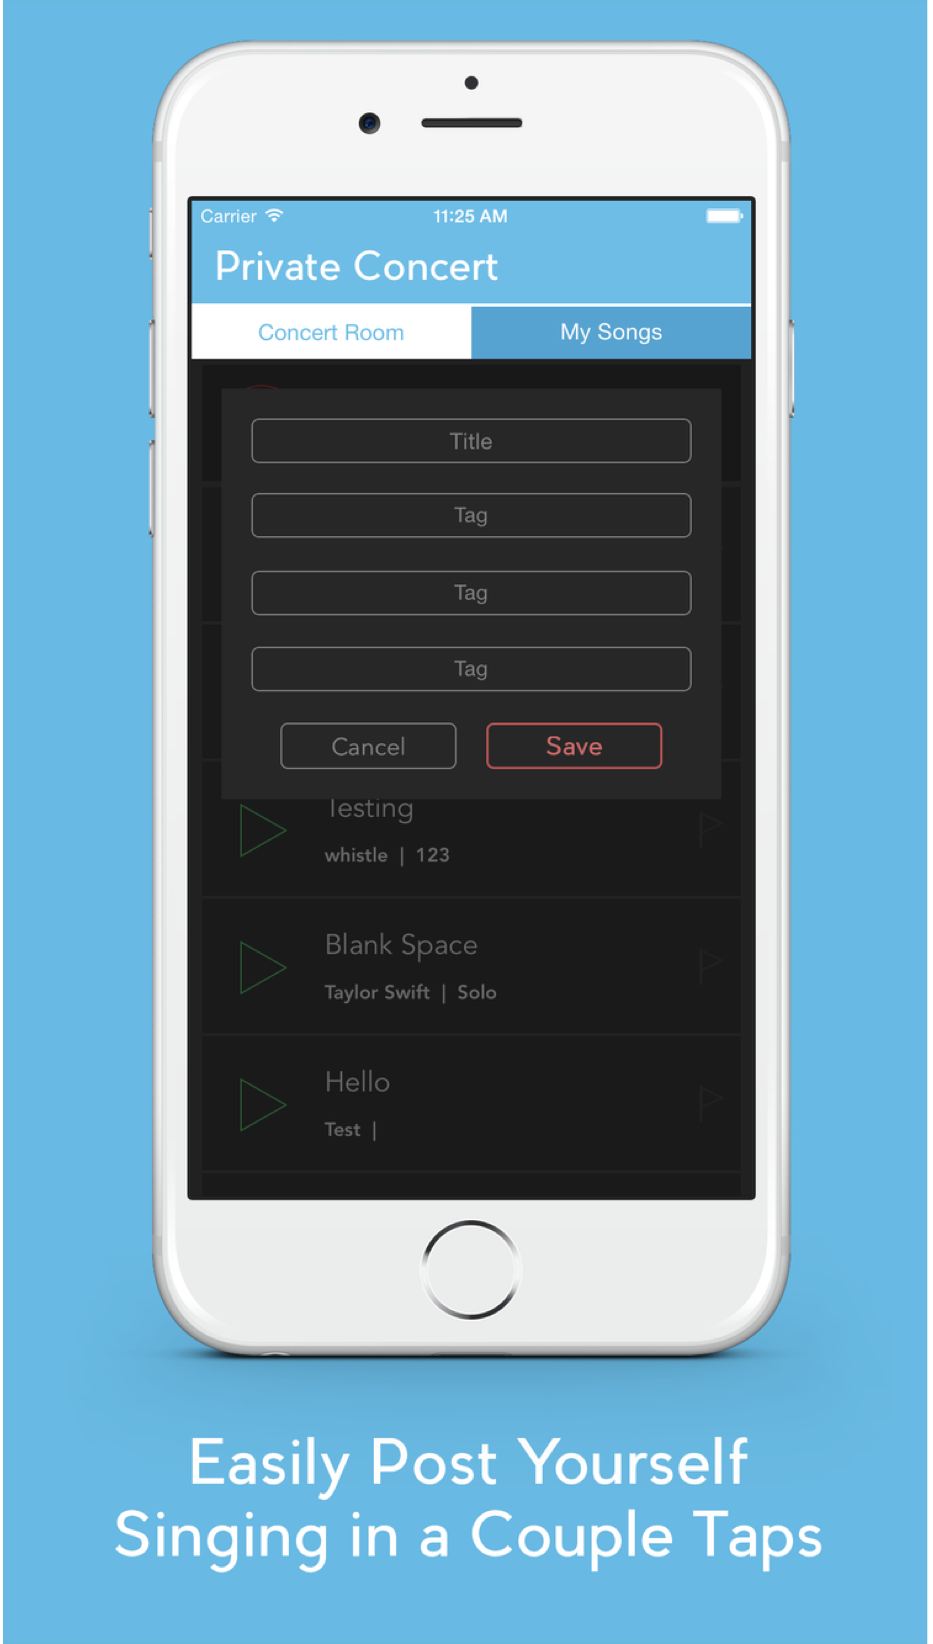 Carrier 11:25 AM
Private Concert
Concert Room My Songs
Title
Tag
Tag
Tag
Cancel Save
Testing
whistle | 123
Blank Space
Taylor Swift | Solo
Hello
Test |
Easily Post Yourself
Singing in a Couple Taps